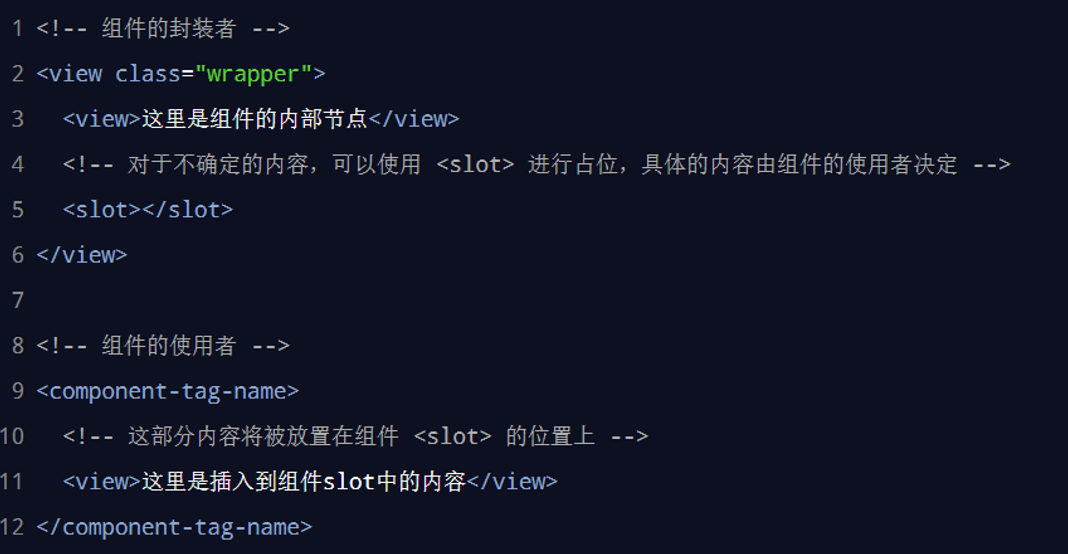 1 <!-- 组件的封装者 -->
2 <view class="wrapper">
3   <view>这里是组件的内部节点</view>
4   <!-- 对于不确定的内容，可以使用 <slot> 进行占位，具体的内容由组件的使用者决定 -->
5   <slot></slot>
6 </view>
7
8 <!-- 组件的使用者 -->
9 <component-tag-name>
10   <!-- 这部分内容将被放置在组件 <slot> 的位置上 -->
11   <view>这里是插入到组件slot中的内容</view>
12 </component-tag-name>